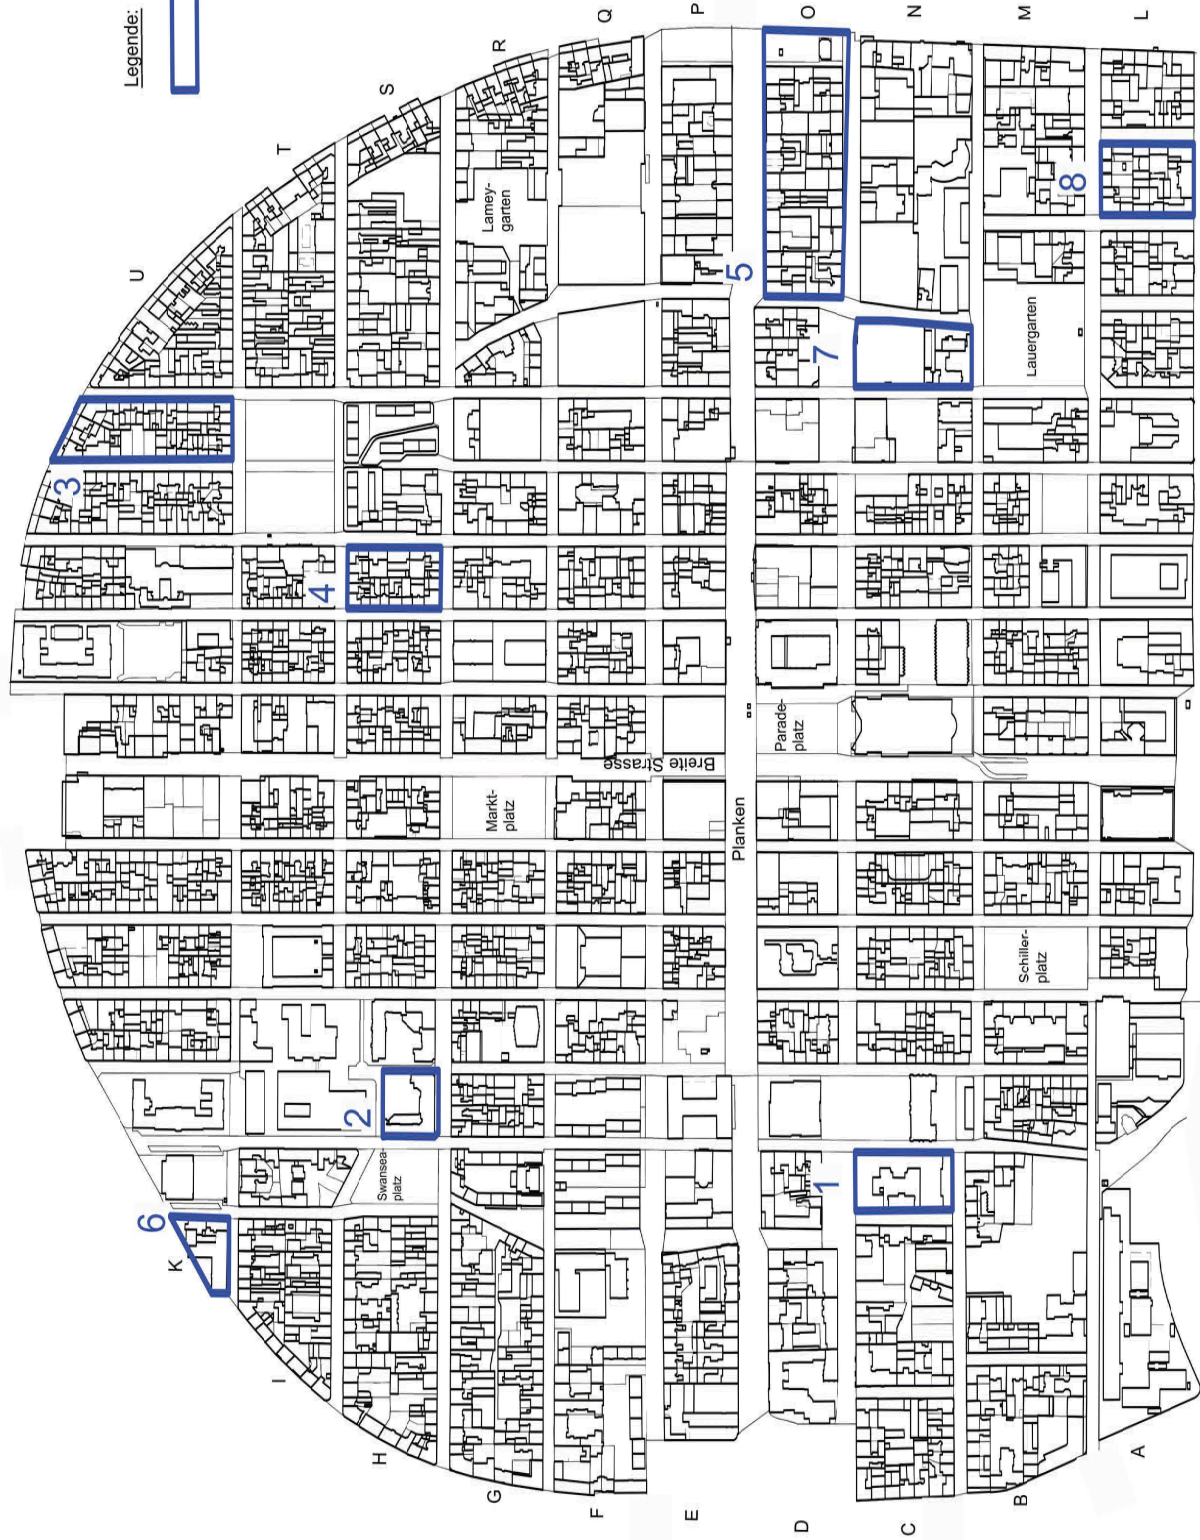 Legende:
A
B
C
D
E
F
G
H
I
K
L
M
N
O
P
Q
R
S
T
U
1
2
3
4
5
6
7
8
Swansea-
platz
Markt-
platz
Breite Strasse
Planken
Parade-
platz
Schiller-
platz
Lamey-
garten
Lauergarten